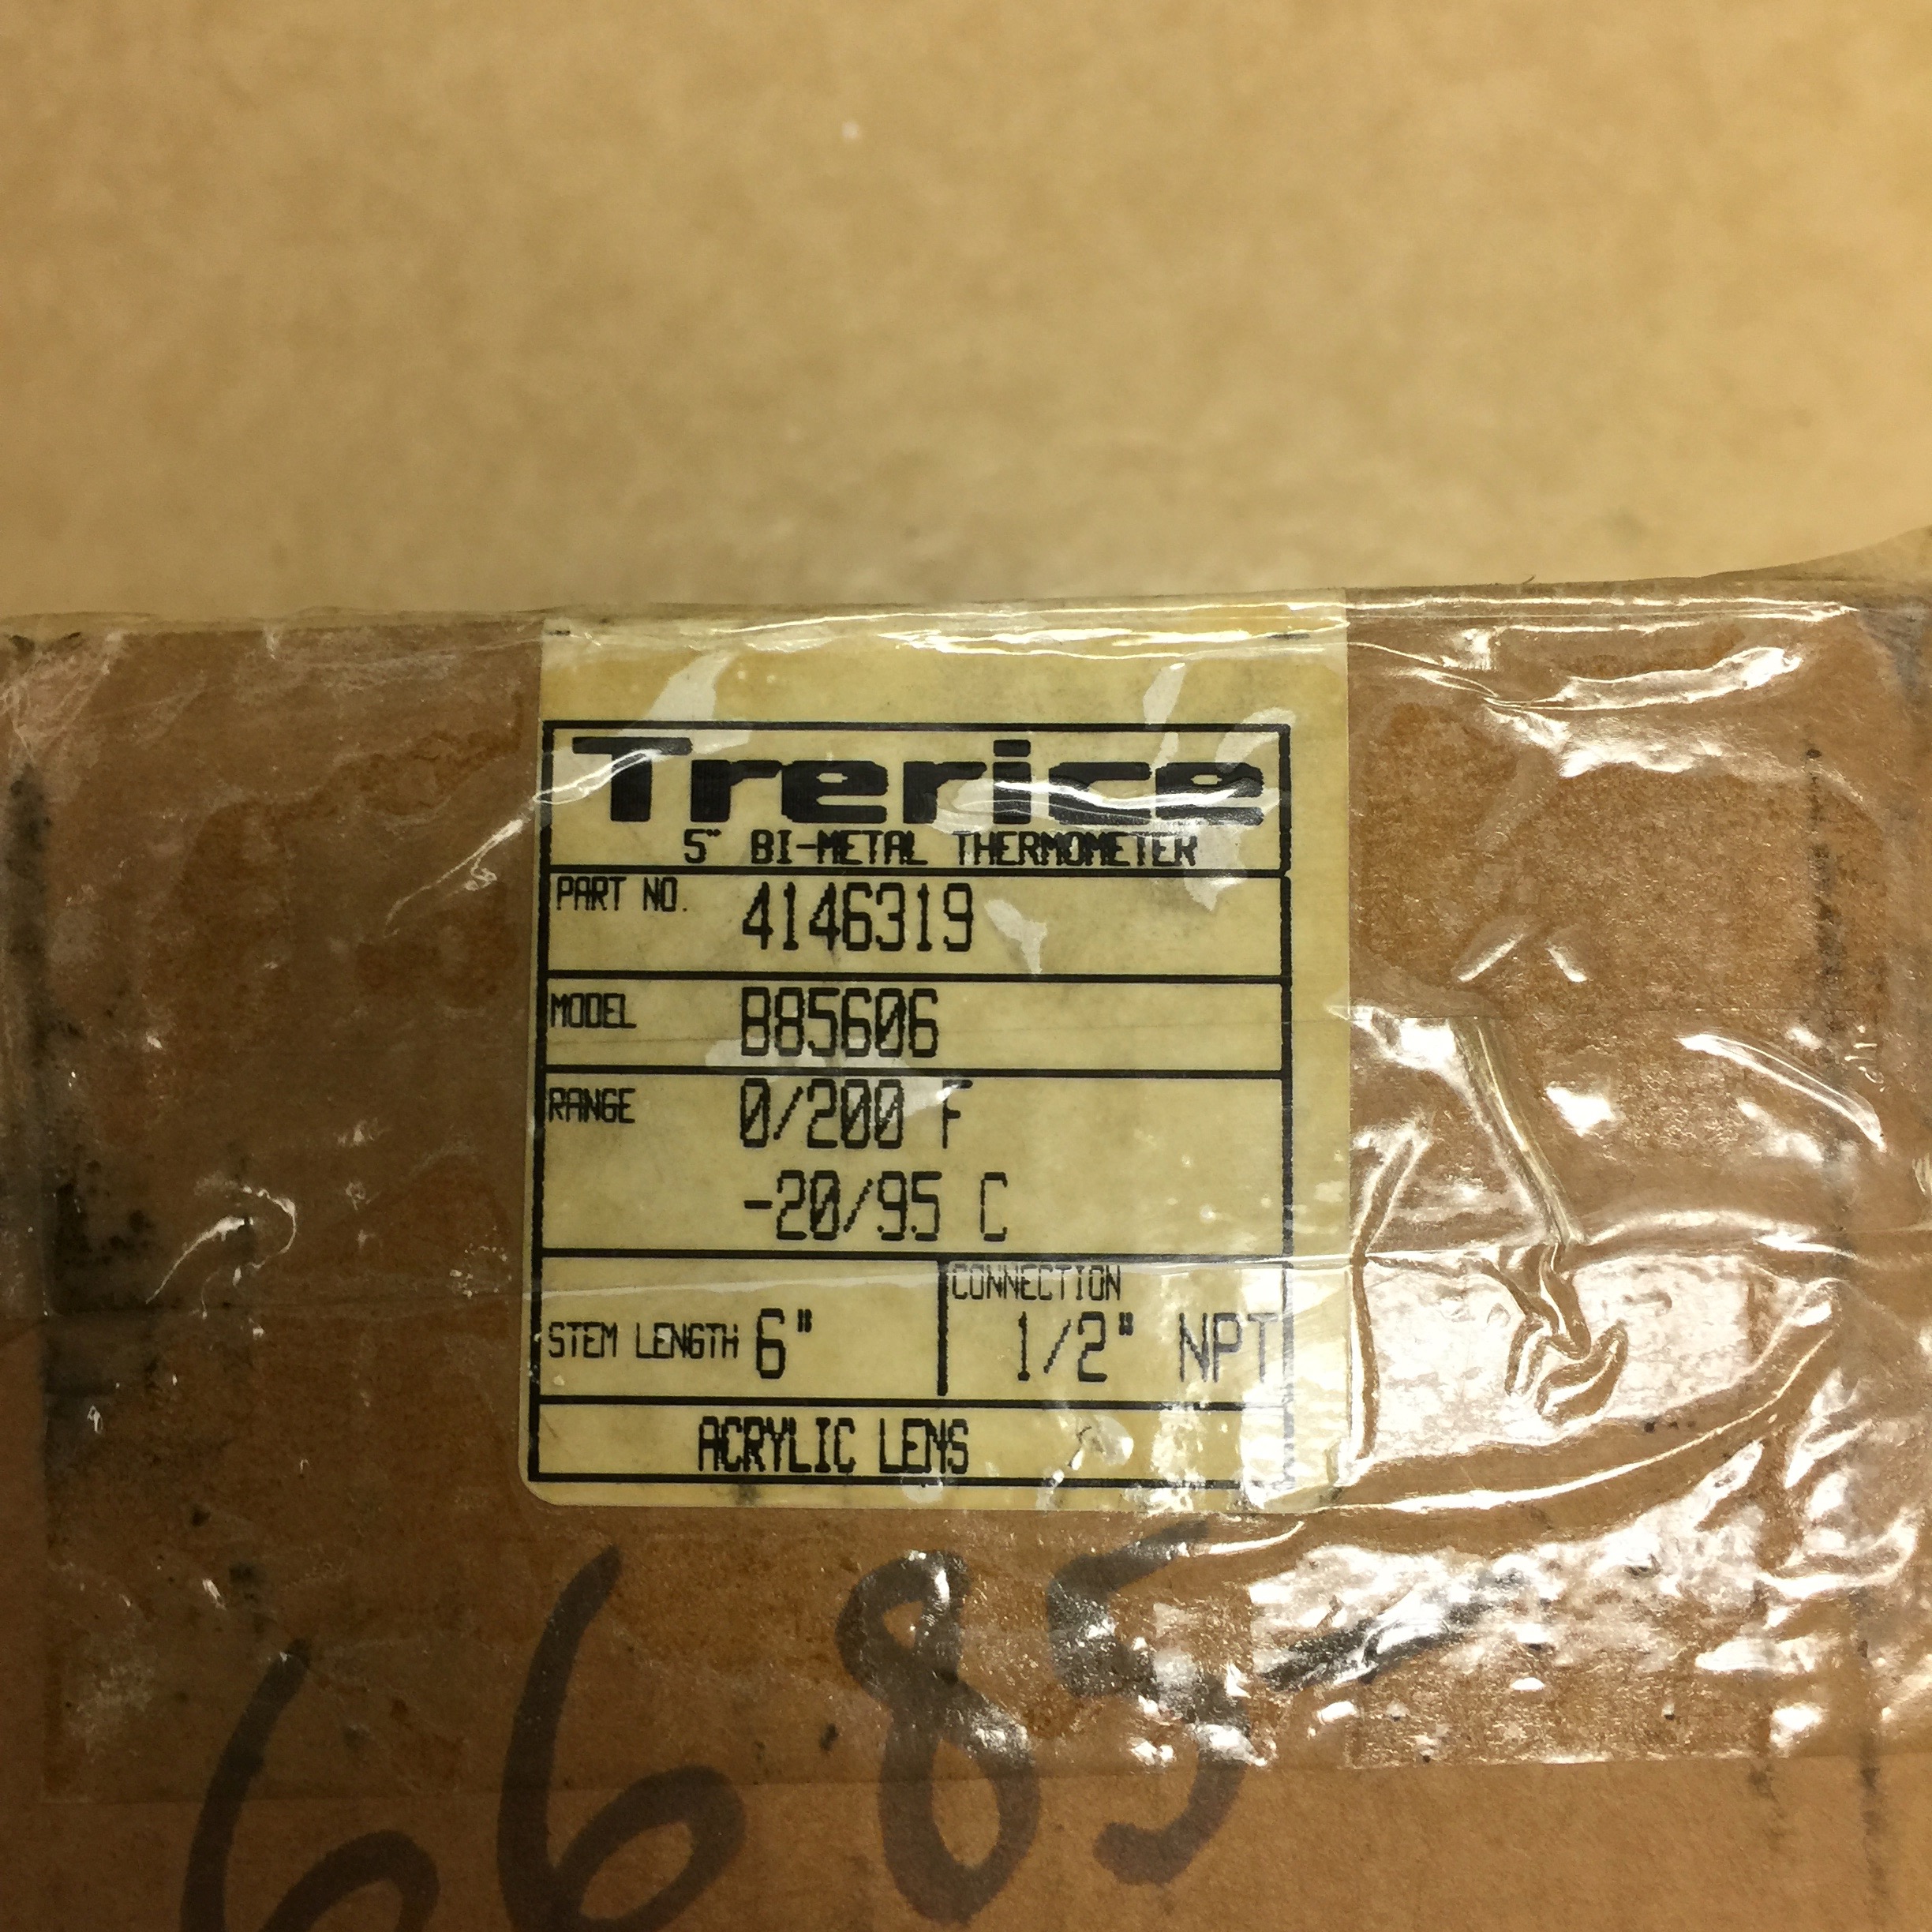 Trerice
5" BI-METAL THERMOMETER
PART NO. 4146319
MODEL B85606
RANGE 0/200 F
-20/95 C
STEM LENGTH 6"
CONNECTION
1/2" NPT
ACRYLIC LENS
6685